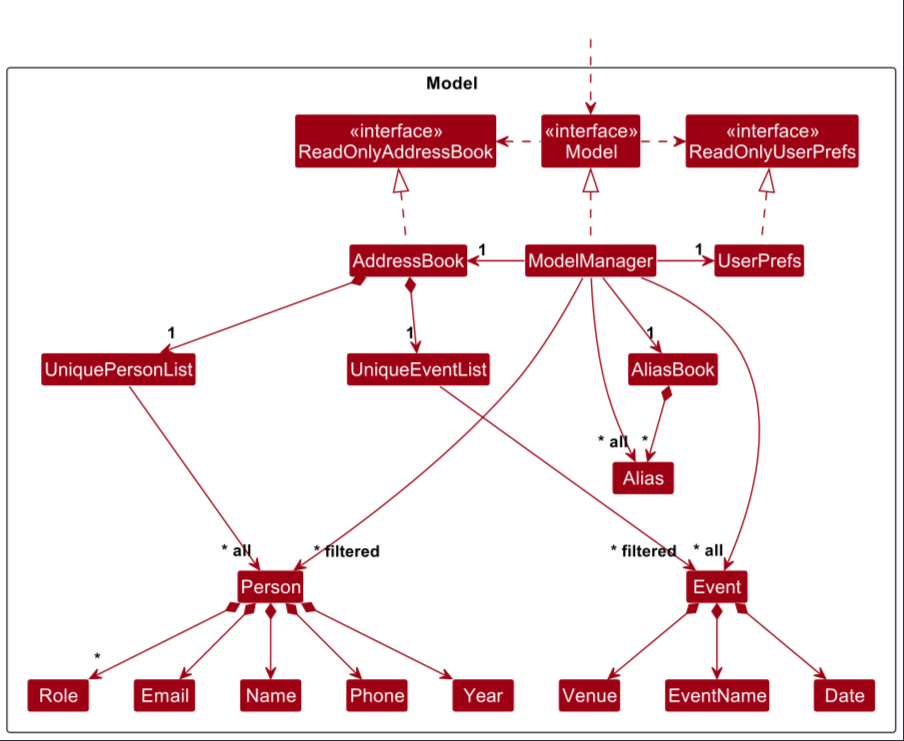 Model
«interface»
ReadOnlyAddressBook
«interface»
Model
«interface»
ReadOnlyUserPrefs
AddressBook
1
ModelManager
1
UserPrefs
1
1
1
UniquePersonList
UniqueEventList
AliasBook
* all
*
Alias
* all
* filtered
* filtered
* all
Person
Event
*
Role
Email
Name
Phone
Year
Venue
EventName
Date